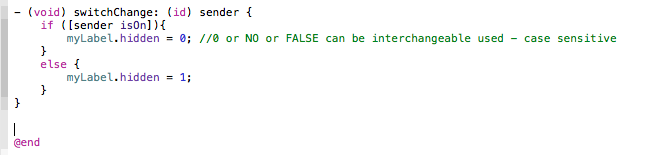 - (void) switchChange: (id) sender {
if ([sender isOn]){
myLabel.hidden = 0; //0 or NO or FALSE can be interchangeable used - case sensitive
}
else {
myLabel.hidden = 1;
}
}
@end